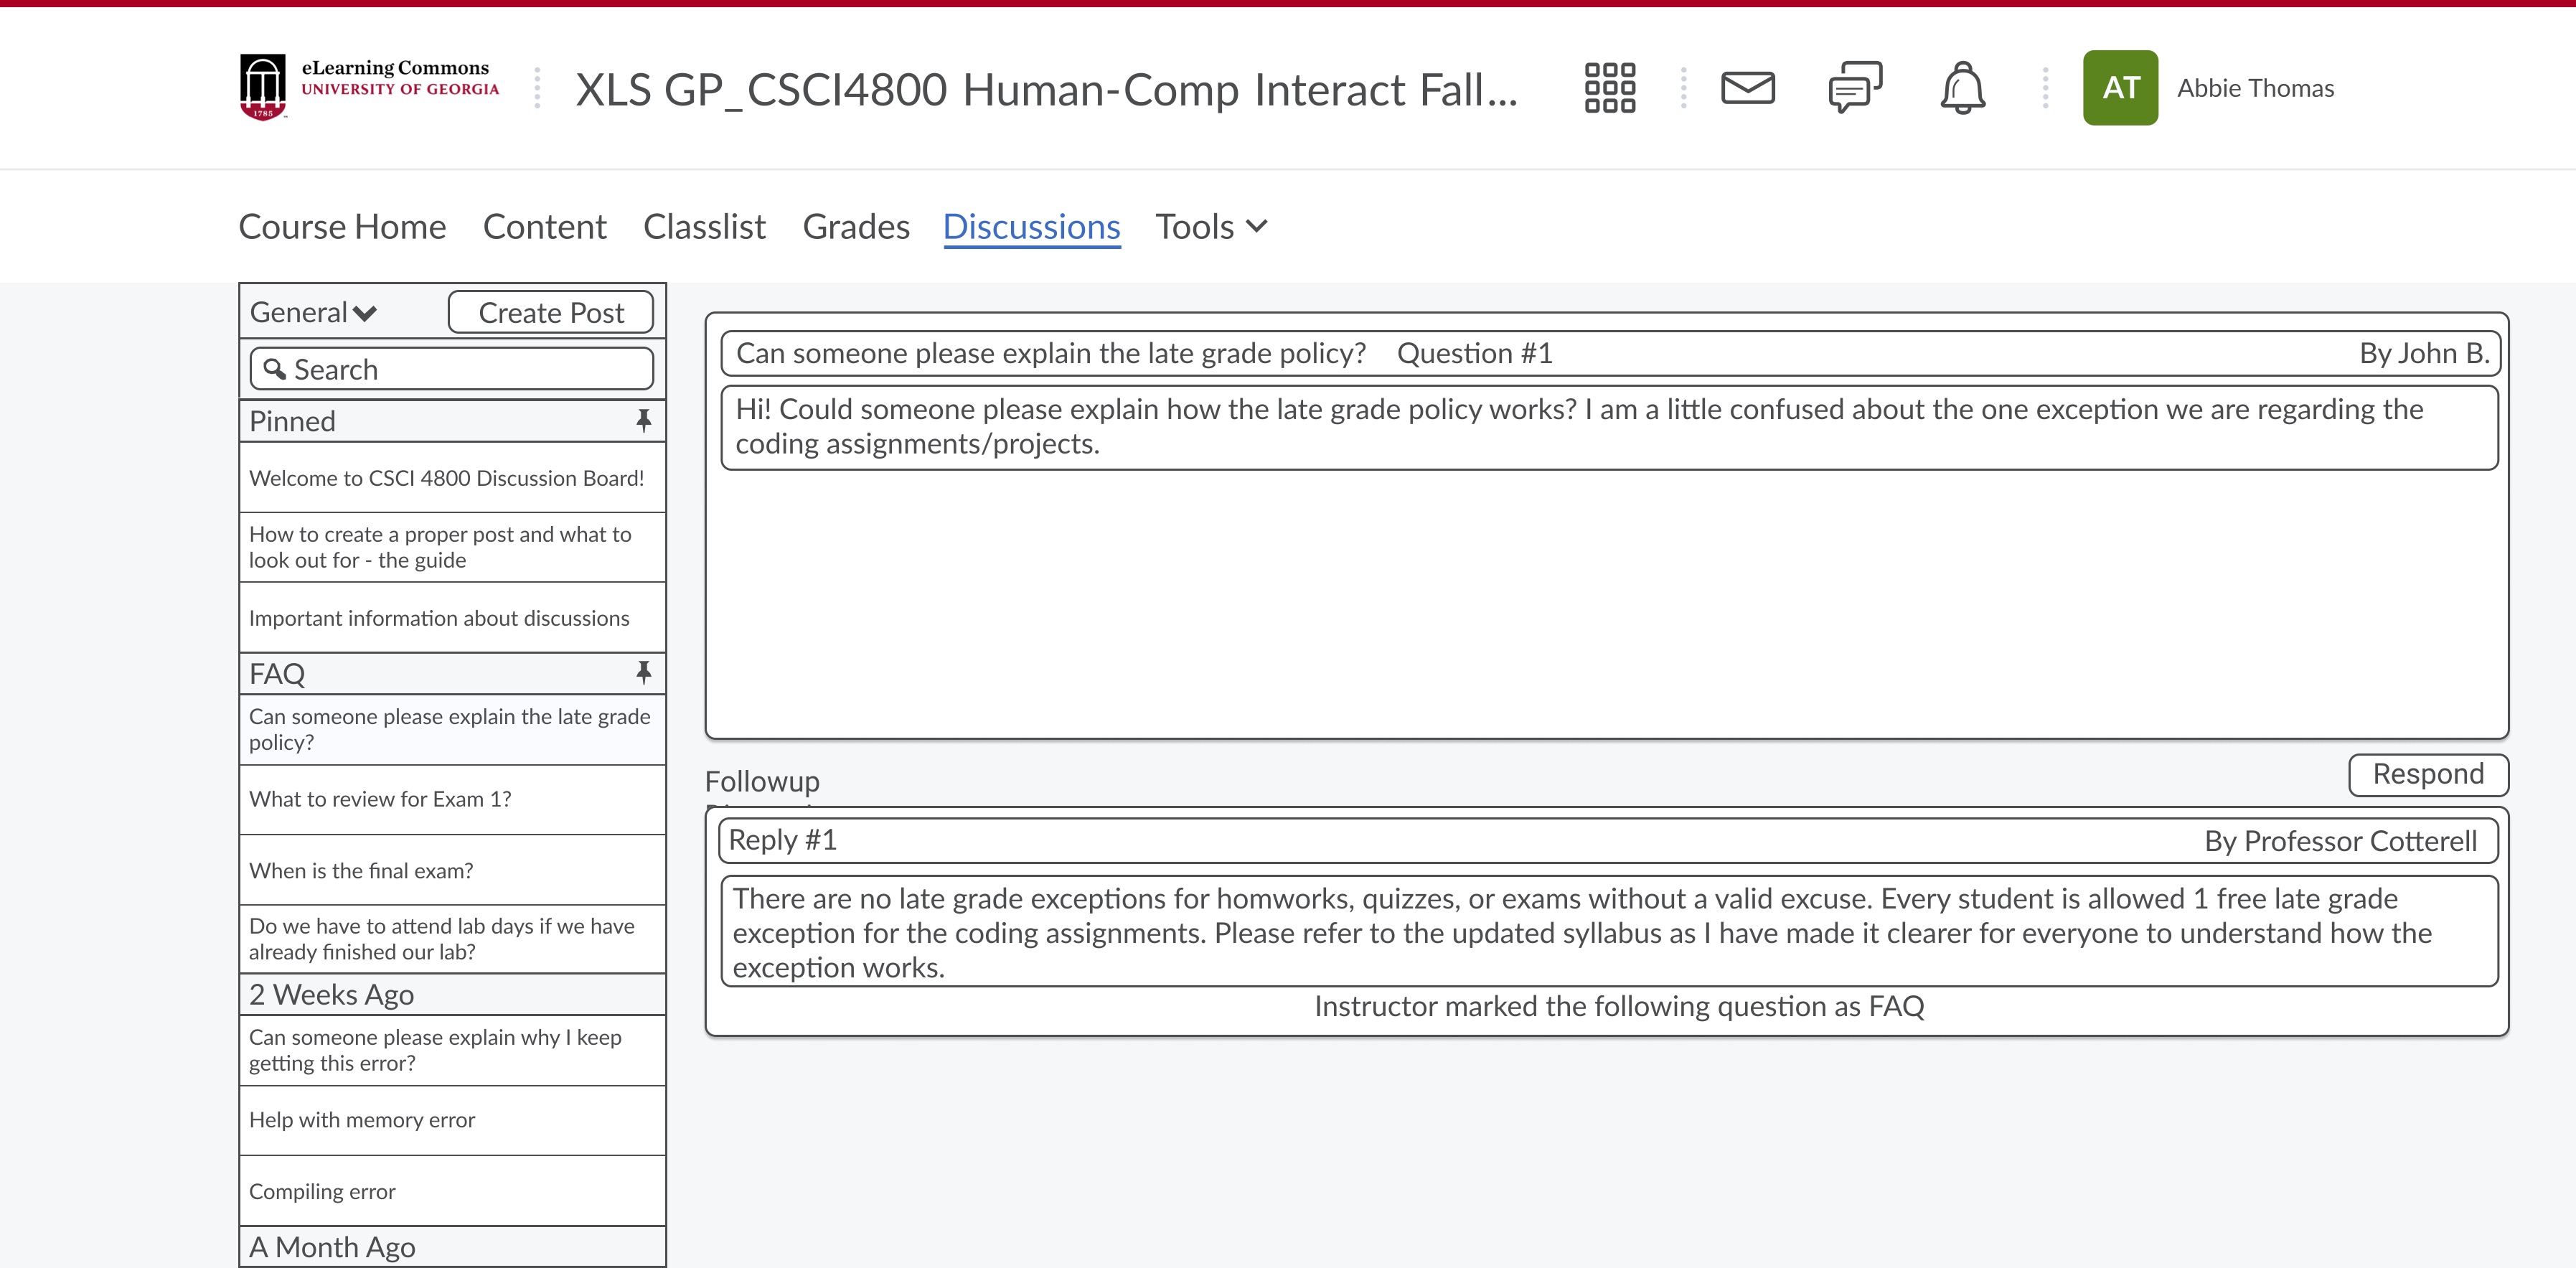 eLearning Commons
UNIVERSITY OF GEORGIA
1785
XLS GP_CSCI4800 Human-Comp Interact Fall...
AT
Abbie Thomas
Course Home
Content
Classlist
Grades
Discussions
Tools
General
Create Post
Search
Pinned
Welcome to CSCI 4800 Discussion Board!
How to create a proper post and what to
look out for - the guide
Important information about discussions
FAQ
Can someone please explain the late grade
policy?
What to review for Exam 1?
When is the final exam?
Do we have to attend lab days if we have
already finished our lab?
2 Weeks Ago
Can someone please explain why I keep
getting this error?
Help with memory error
Compiling error
A Month Ago
Can someone please explain the late grade policy? Question #1
By John B.
Hi! Could someone please explain how the late grade policy works? I am a little confused about the one exception we are regarding the
coding assignments/projects.
Followup
Respond
Reply #1
By Professor Cotterell
There are no late grade exceptions for homworks, quizzes, or exams without a valid excuse. Every student is allowed 1 free late grade
exception for the coding assignments. Please refer to the updated syllabus as I have made it clearer for everyone to understand how the
exception works.
Instructor marked the following question as FAQ